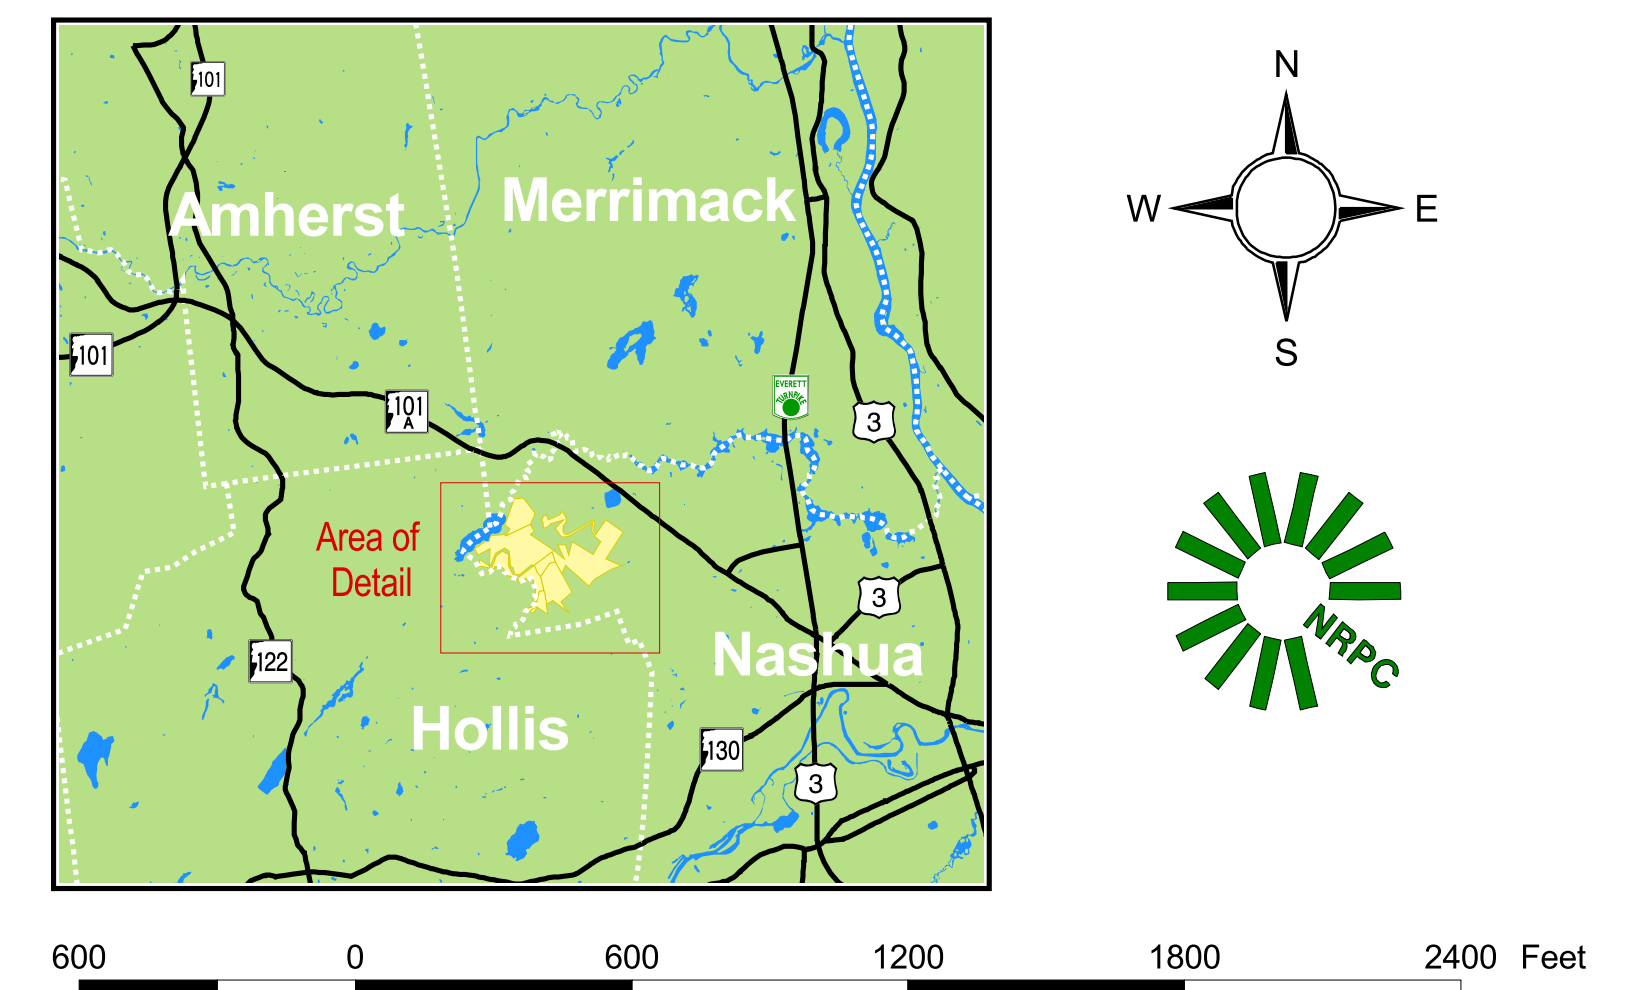 N
101
W
E
Amherst
Merrimack
S
101
101
A
EVERETT
TURNPIKE
3
Area of
Detail
3
NRPC
122
Nashua
Hollis
130
3
600 0 600 1200 1800 2400 Feet